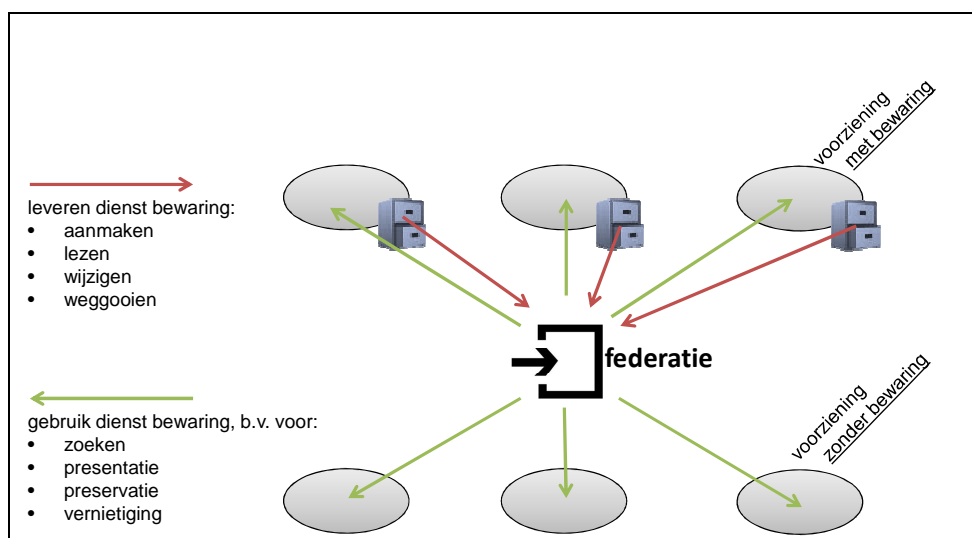 voorziening
met bewaring
leveren dienst bewaring:
• aanmaken
• lezen
• wijzigen
• weggooien
federatie
voorziening
zonder bewaring
gebruik dienst bewaring, b.v. voor:
• zoeken
• presentatie
• preservatie
• vernietiging